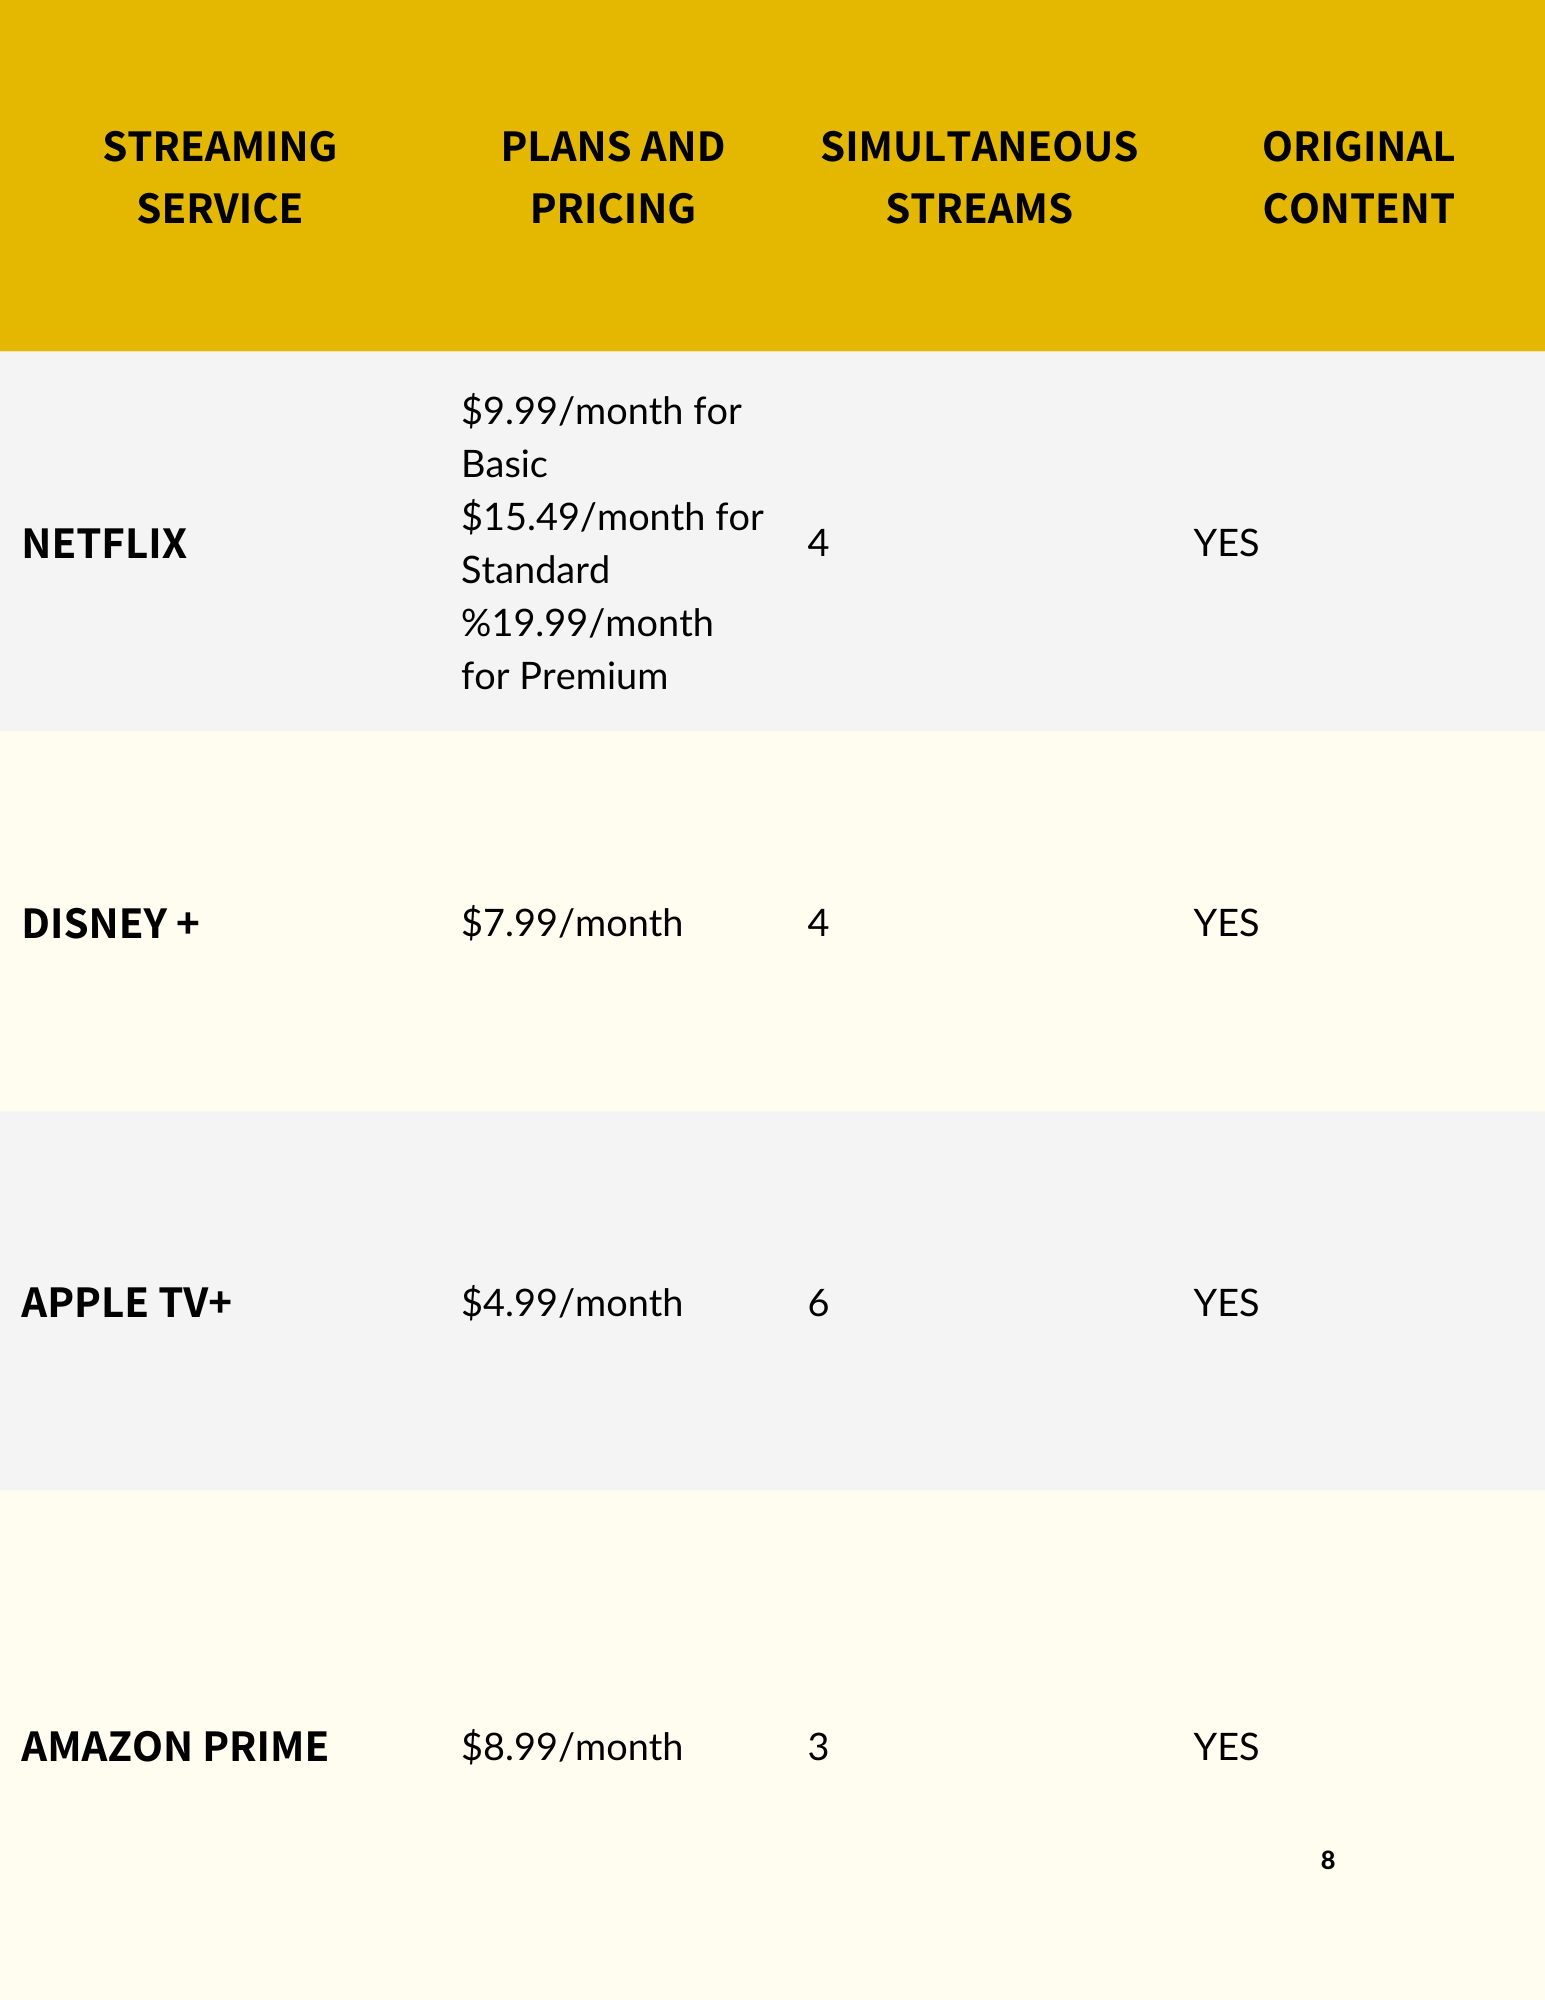 STREAMING
SERVICE
PLANS AND
PRICING
SIMULTANEOUS
STREAMS
ORIGINAL
CONTENT
NETFLIX
$9.99/month for
Basic
$15.49/month for
Standard
%19.99/month
for Premium
4
YES
DISNEY +
$7.99/month
4
YES
APPLE TV+
$4.99/month
6
YES
AMAZON PRIME
$8.99/month
3
YES
8